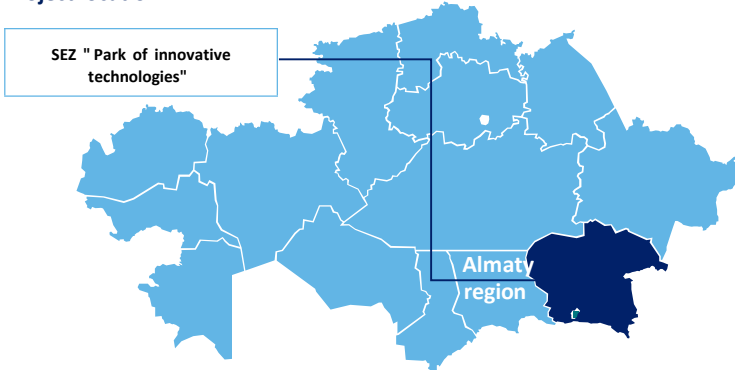 SEZ " Park of innovative
technologies"
Almaty
region